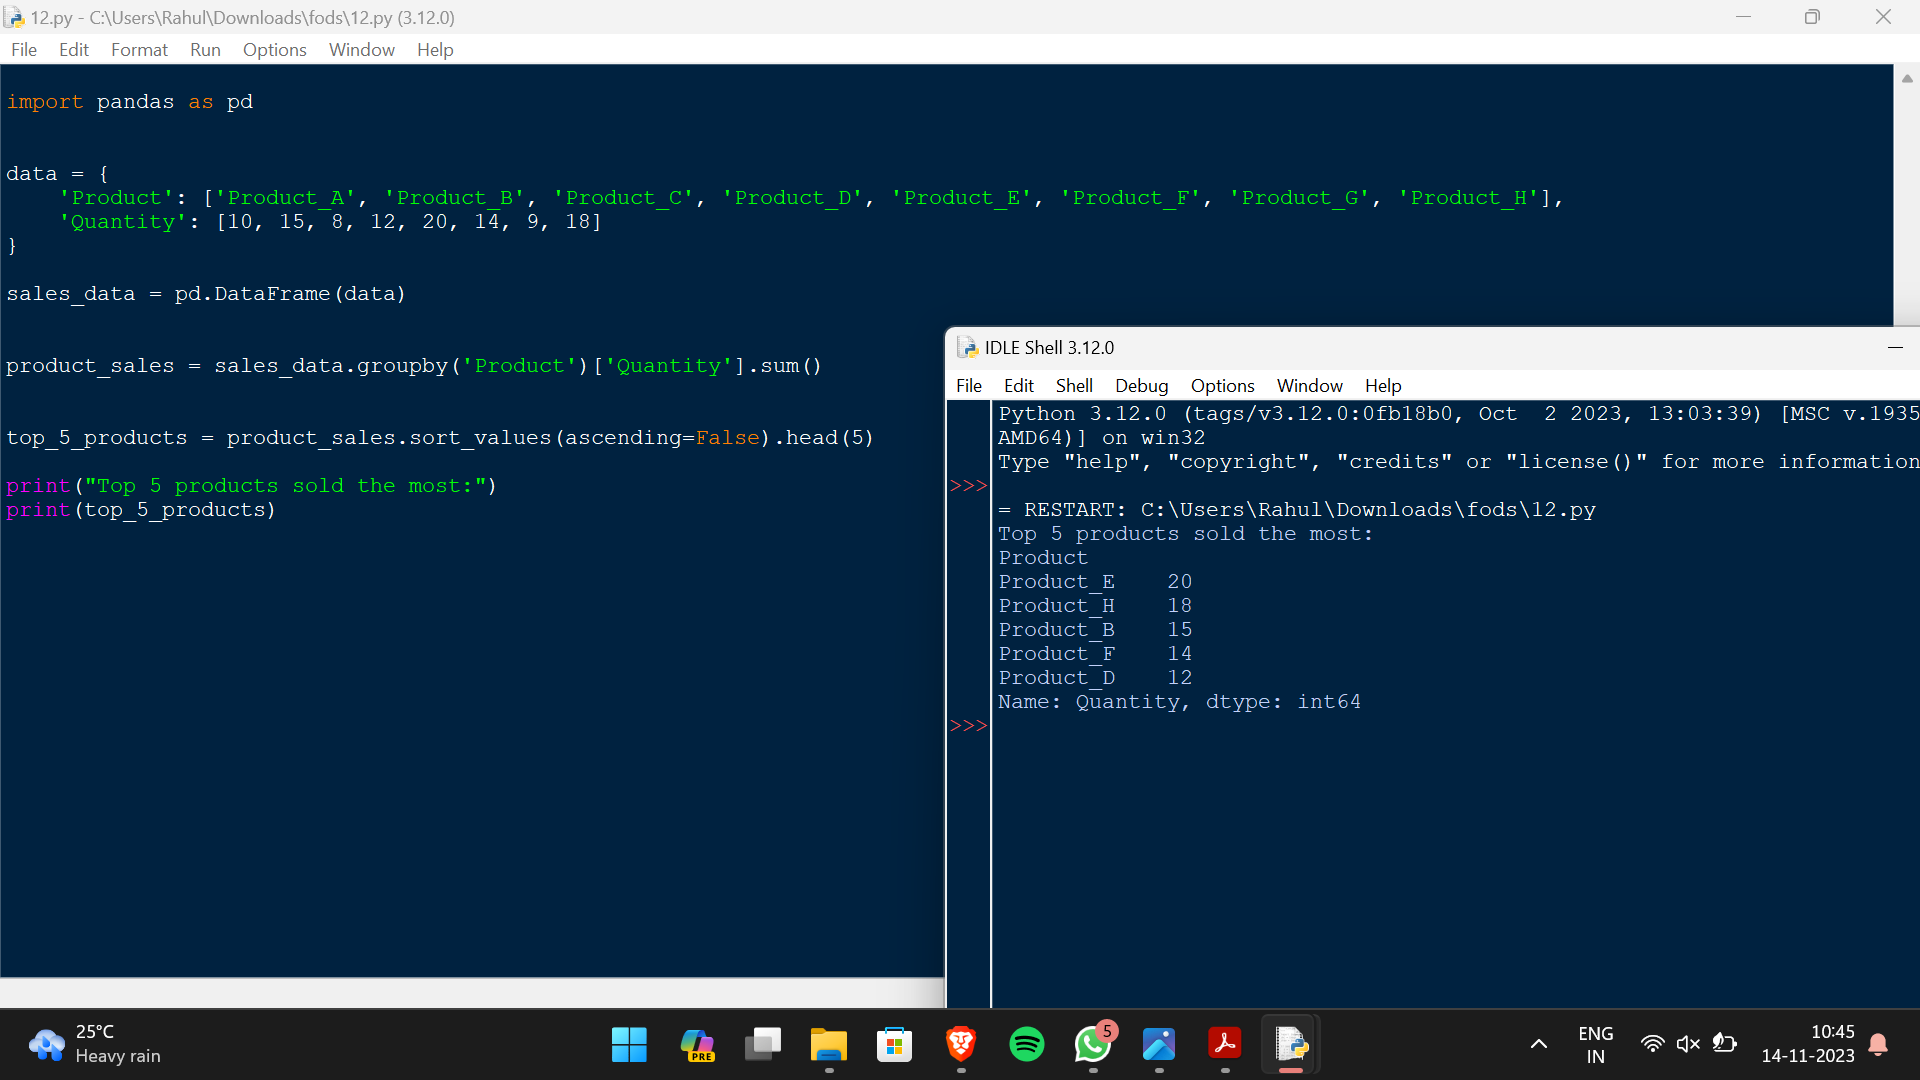 12.py - C:\Users\Rahul\Downloads\fods\12.py (3.12.0)
File Edit Format Run Options Window Help
import pandas as pd
data = {
    'Product': ['Product_A', 'Product_B', 'Product_C', 'Product_D', 'Product_E', 'Product_F', 'Product_G', 'Product_H'],
    'Quantity': [10, 15, 8, 12, 20, 14, 9, 18]
}
sales_data = pd.DataFrame(data)
product_sales = sales_data.groupby('Product')['Quantity'].sum()
top_5_products = product_sales.sort_values(ascending=False).head(5)
print("Top 5 products sold the most:")
print(top_5_products)
IDLE Shell 3.12.0
File Edit Shell Debug Options Window Help
Python 3.12.0 (tags/v3.12.0:0fb18b0, Oct  2 2023, 13:03:39) [MSC v.1935
AMD64)] on win32
Type "help", "copyright", "credits" or "license()" for more information
>>>
= RESTART: C:\Users\Rahul\Downloads\fods\12.py
Top 5 products sold the most:
Product
Product_E    20
Product_H    18
Product_B    15
Product_F    14
Product_D    12
Name: Quantity, dtype: int64
>>>
25°C
Heavy rain
PRE
5
ENG
IN
10:45
14-11-2023